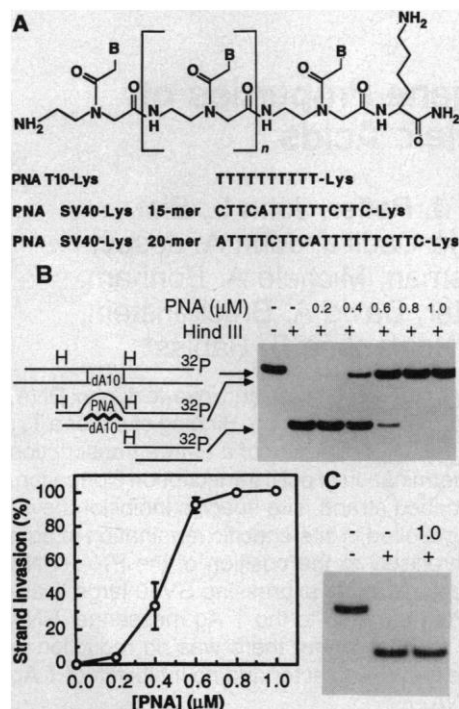 A
B
B
B
NH2
O
O
O
O
N
O
N
H
O
N
N
H
O
N
N
H
NH2
NH2
O
n
PNA T10-Lys TTTTTTTTTT-Lys
PNA SV40-Lys 15-mer CTTCATTTTTTCTTC-Lys
PNA SV40-Lys 20-mer ATTTTCTTCATTTTTTCTTC-Lys
B
PNA(µM) - - 0.2 0.4 0.6 0.8 1.0
Hind III - + + + + + +
H H 32P
dA10
H PNA H 32P
dA10
H 32P
Strand invasion (%)
100
80
60
40
20
0
0.0 0.2 0.4 0.6 0.8 1.0
[PNA] (µM)
C
1.0
- + +